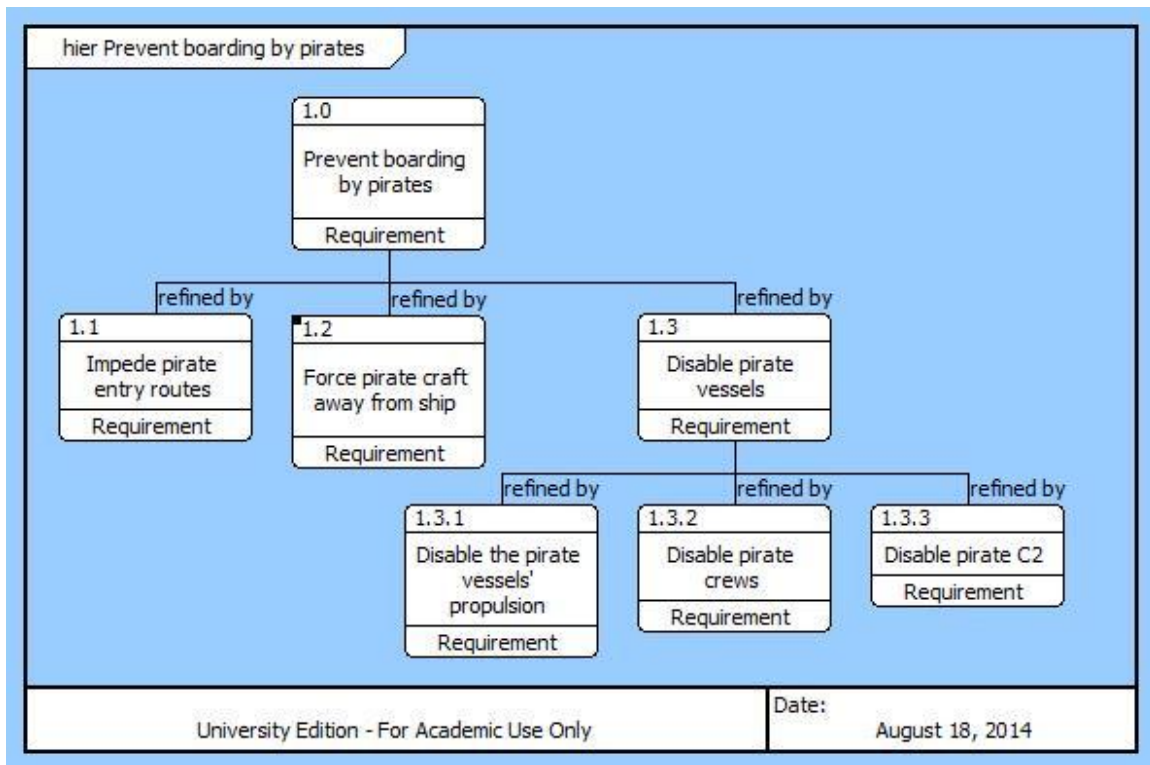 hier Prevent boarding by pirates
1.0
Prevent boarding
by pirates
Requirement
refined by
refined by
refined by
1.1
Impede pirate
entry routes
Requirement
1.2
Force pirate craft
away from ship
Requirement
1.3
Disable pirate
vessels
Requirement
refined by
refined by
refined by
1.3.1
Disable the pirate
vessels'
propulsion
Requirement
1.3.2
Disable pirate
crews
Requirement
1.3.3
Disable pirate C2
Requirement
University Edition - For Academic Use Only
Date:
August 18, 2014